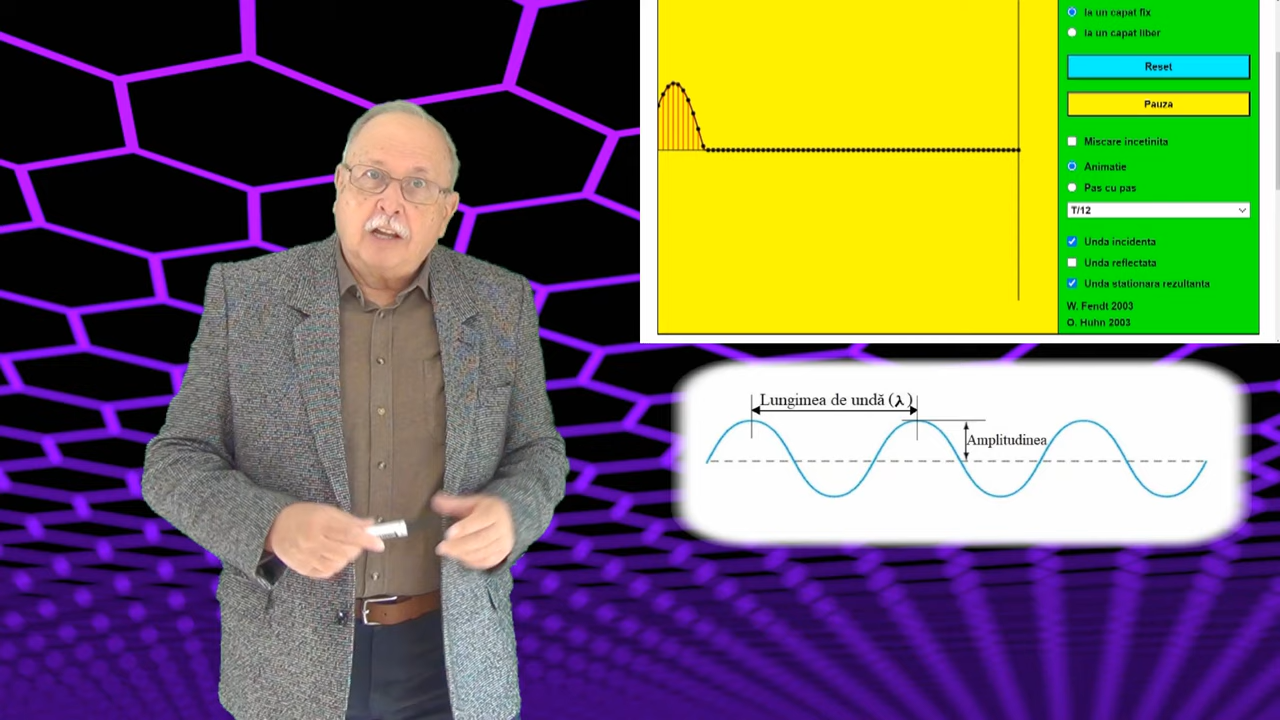 la un capat fix
la un capat liber
Reset
Pauza
Miscare incetinita
Animatie
Pas cu pas
T/12
Unda incidenta
Unda reflectata
Unda stationara rezultanta
W. Fendt 2003
O. Huhn 2003
Lungimea de undă (λ)
Amplitudinea